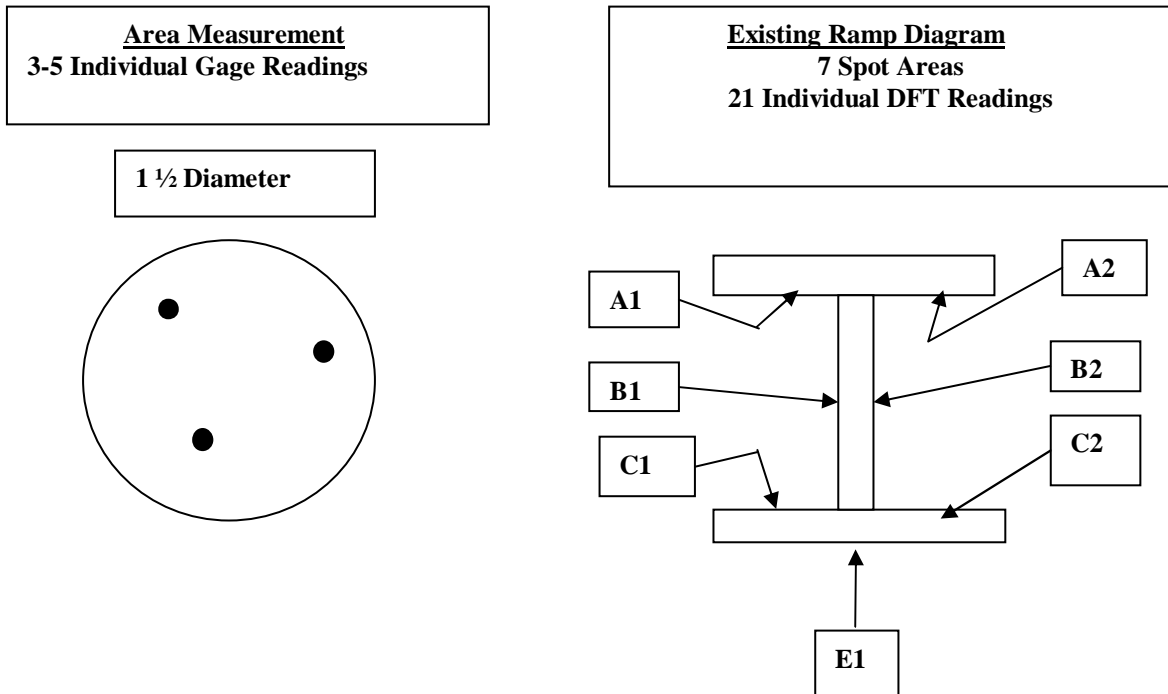 Area Measurement
3-5 Individual Gage Readings
1 ½ Diameter
Existing Ramp Diagram
7 Spot Areas
21 Individual DFT Readings
A1
A2
B1
B2
C1
C2
E1